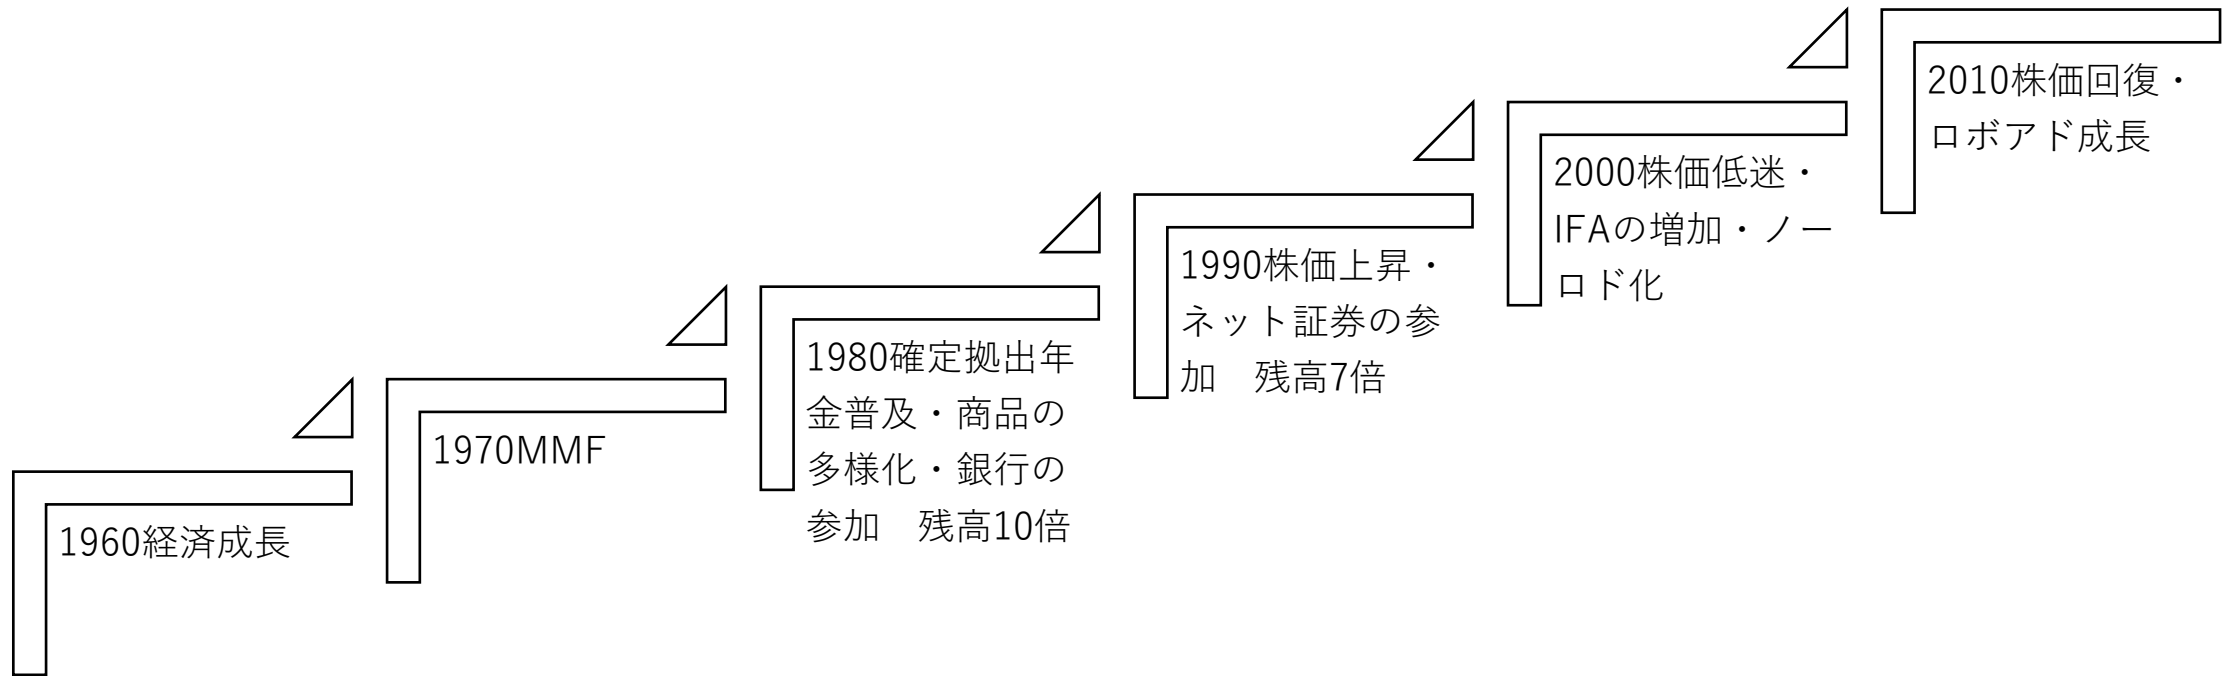 1960経済成長
1970MMF
1980確定拠出年
金普及・商品の
多様化・銀行の
参加　残高10倍
1990株価上昇・
ネット証券の参
加　残高7倍
2000株価低迷・
IFAの増加・ノー
ロド化
2010株価回復・
ロボアド成長